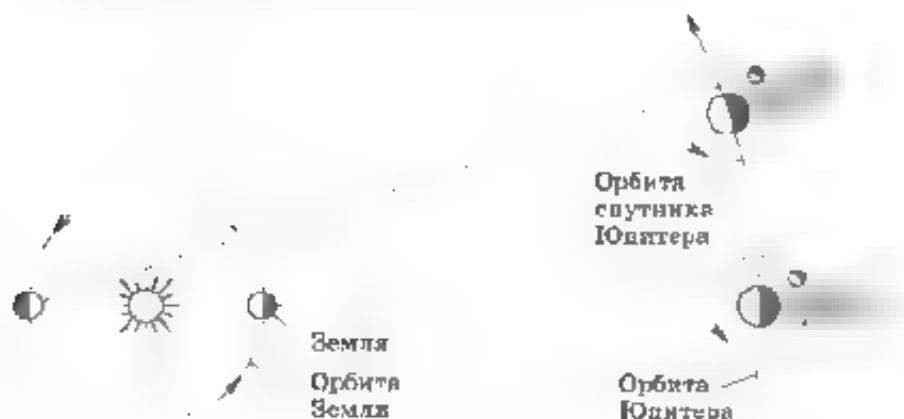 Орбита
спутника
Юпитера
Земля
Орбита
Земли
Орбита
Юпитера